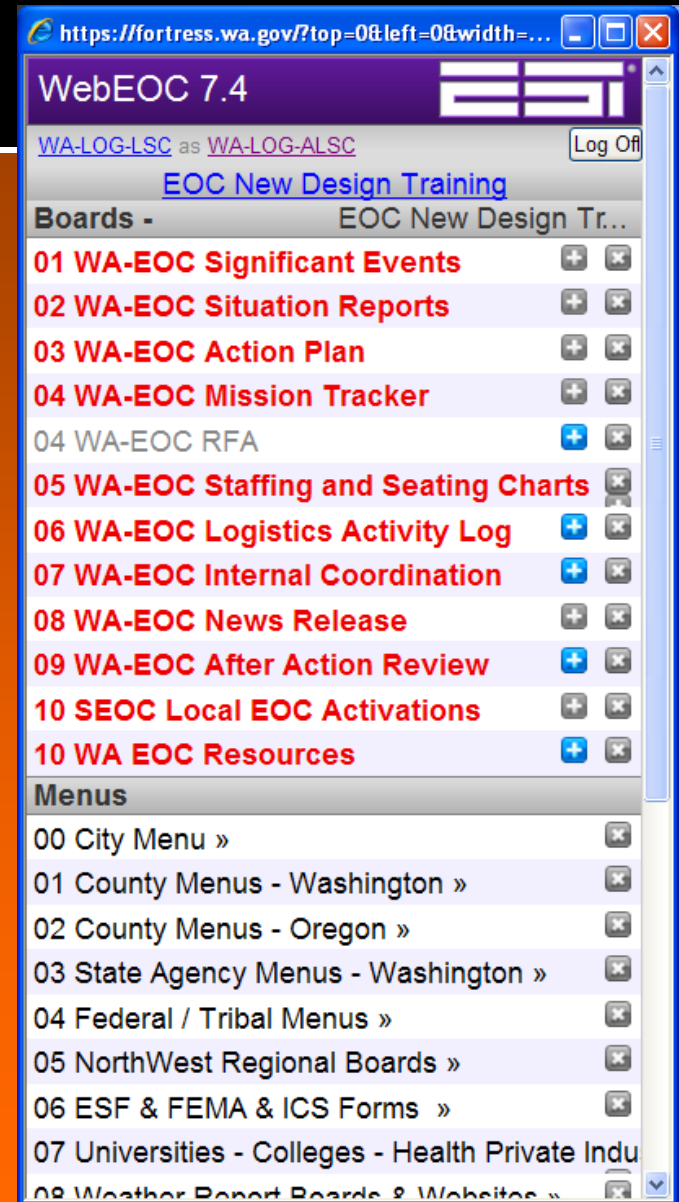 https://fortress.wa.gov/?top=0&left=0&width=...
WebEOC 7.4 ESi
WA-LOG-LSC as WA-LOG-ALSC Log Off
EOC New Design Training
Boards - EOC New Design Tr...
01 WA-EOC Significant Events
02 WA-EOC Situation Reports
03 WA-EOC Action Plan
04 WA-EOC Mission Tracker
04 WA-EOC RFA
05 WA-EOC Staffing and Seating Charts
06 WA-EOC Logistics Activity Log
07 WA-EOC Internal Coordination
08 WA-EOC News Release
09 WA-EOC After Action Review
10 SEOC Local EOC Activations
10 WA EOC Resources
Menus
00 City Menu »
01 County Menus - Washington »
02 County Menus - Oregon »
03 State Agency Menus - Washington »
04 Federal / Tribal Menus »
05 NorthWest Regional Boards »
06 ESF & FEMA & ICS Forms »
07 Universities - Colleges - Health Private Indu
08 Weather Report Boards & Websites »